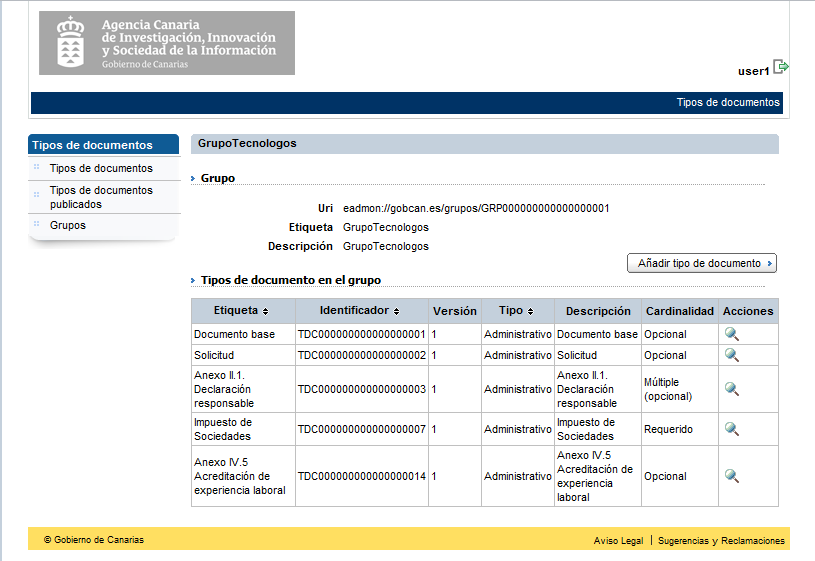 Agencia Canaria
de Investigación, Innovación
y Sociedad de la Información
Gobierno de Canarias
user1
Tipos de documentos
Tipos de documentos
Tipos de documentos
Tipos de documentos
publicados
Grupos
GrupoTecnologos
Grupo
Uri eadmon://gobcan.es/grupos/GRP000000000000000001
Etiqueta GrupoTecnologos
Descripción GrupoTecnologos
Añadir tipo de documento
Tipos de documento en el grupo
Etiqueta Identificador Versión Tipo Descripción Cardinalidad Acciones
Documento base TDC000000000000000001 1 Administrativo Documento base Opcional
Solicitud TDC000000000000000002 1 Administrativo Solicitud Opcional
Anexo II.1.
Declaración
responsable
TDC000000000000000003 1 Administrativo
Anexo II.1.
Declaración
responsable
Múltiple
(opcional)
Impuesto de
Sociedades
TDC000000000000000007 1 Administrativo
Impuesto de
Sociedades
Requerido
Anexo IV.5
Acreditación de
experiencia laboral
TDC000000000000000014 1 Administrativo
Anexo IV.5
Acreditación de
experiencia
laboral
Opcional
© Gobierno de Canarias
Aviso Legal | Sugerencias y Reclamaciones